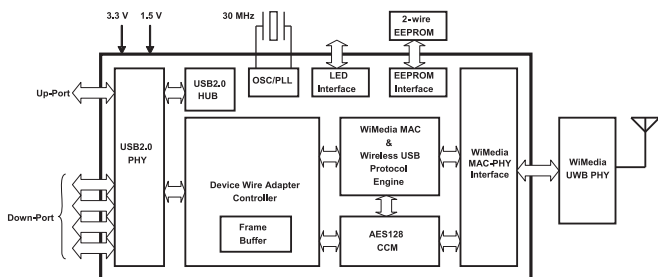 3.3 V
1.5 V
30 MHz
2-wire
EEPROM
Up-Port
USB2.0
HUB
OSC/PLL
LED
Interface
EEPROM
Interface
USB2.0
PHY
WiMedia MAC
&
Wireless USB
Protocol
Engine
WiMedia
MAC-PHY
Interface
WiMedia
UWB PHY
Device Wire Adapter
Controller
Down-Port
Frame
Buffer
AES128
CCM